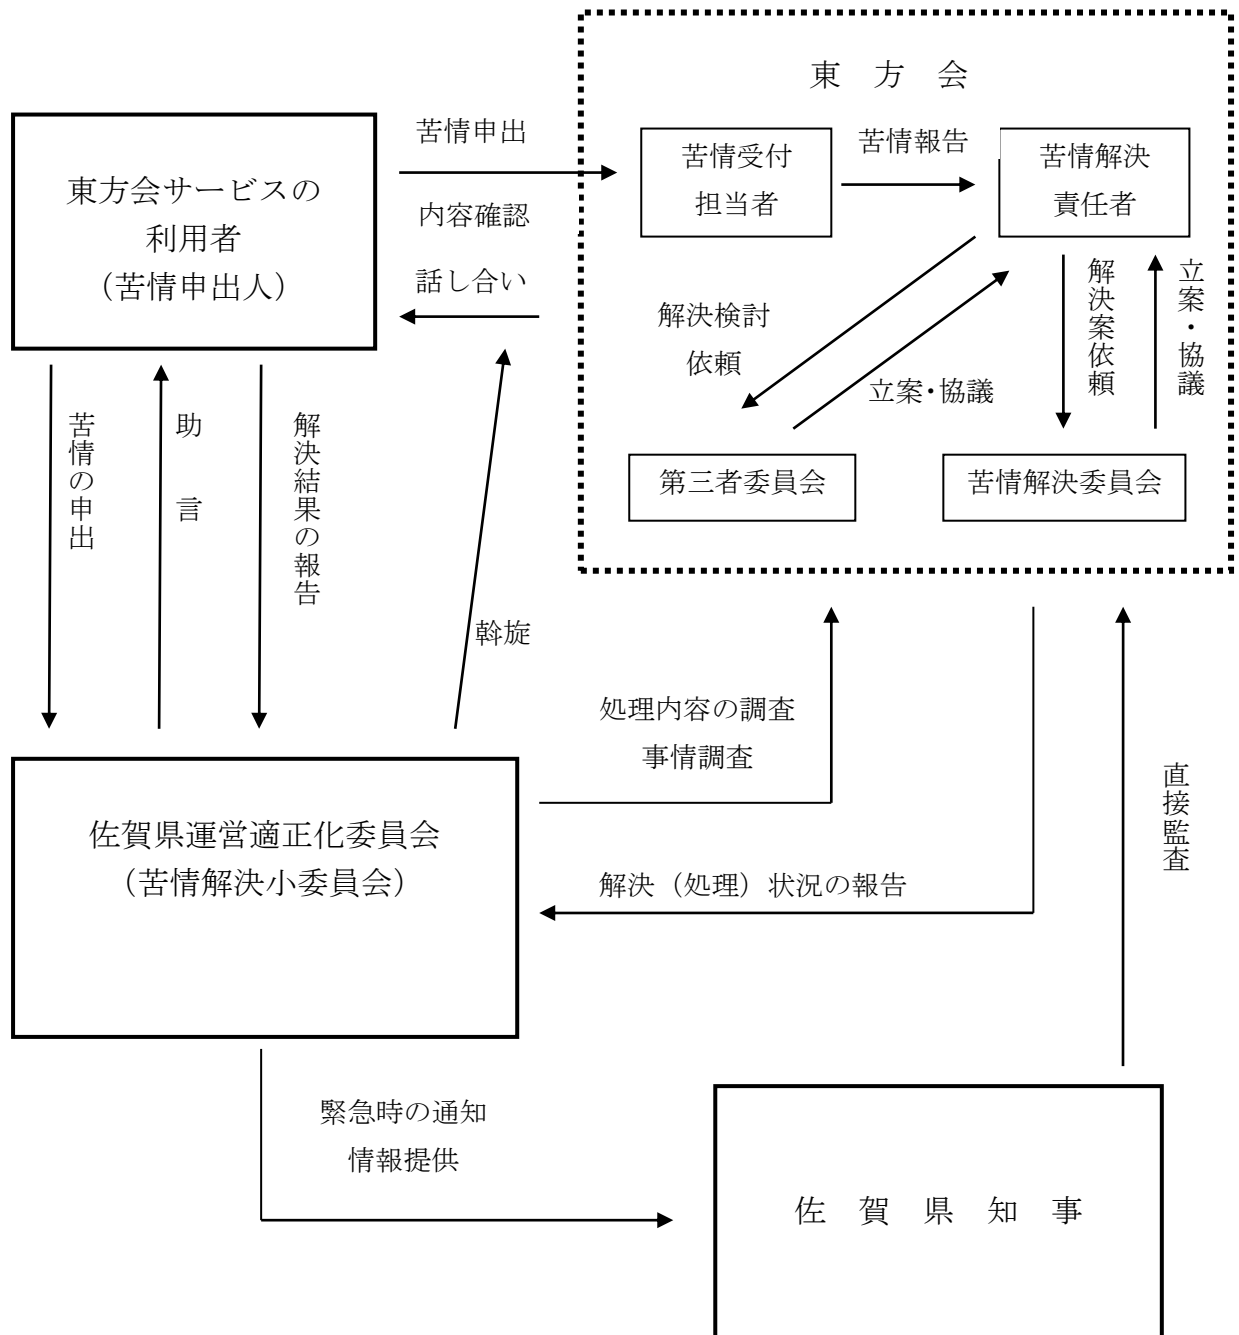 東 方 会
苦情申出
苦情受付
担当者
苦情報告
苦情解決
責任者
東方会サービスの
利用者
（苦情申出人）
内容確認
話し合い
解決検討
依頼
立案・協議
解決案依頼
立案・協議
第三者委員会
苦情解決委員会
苦情の申出
助 言
解決結果の報告
斡旋
処理内容の調査
事情調査
直接監査
佐賀県運営適正化委員会
（苦情解決小委員会）
解決（処理）状況の報告
緊急時の通知
情報提供
佐 賀 県 知 事